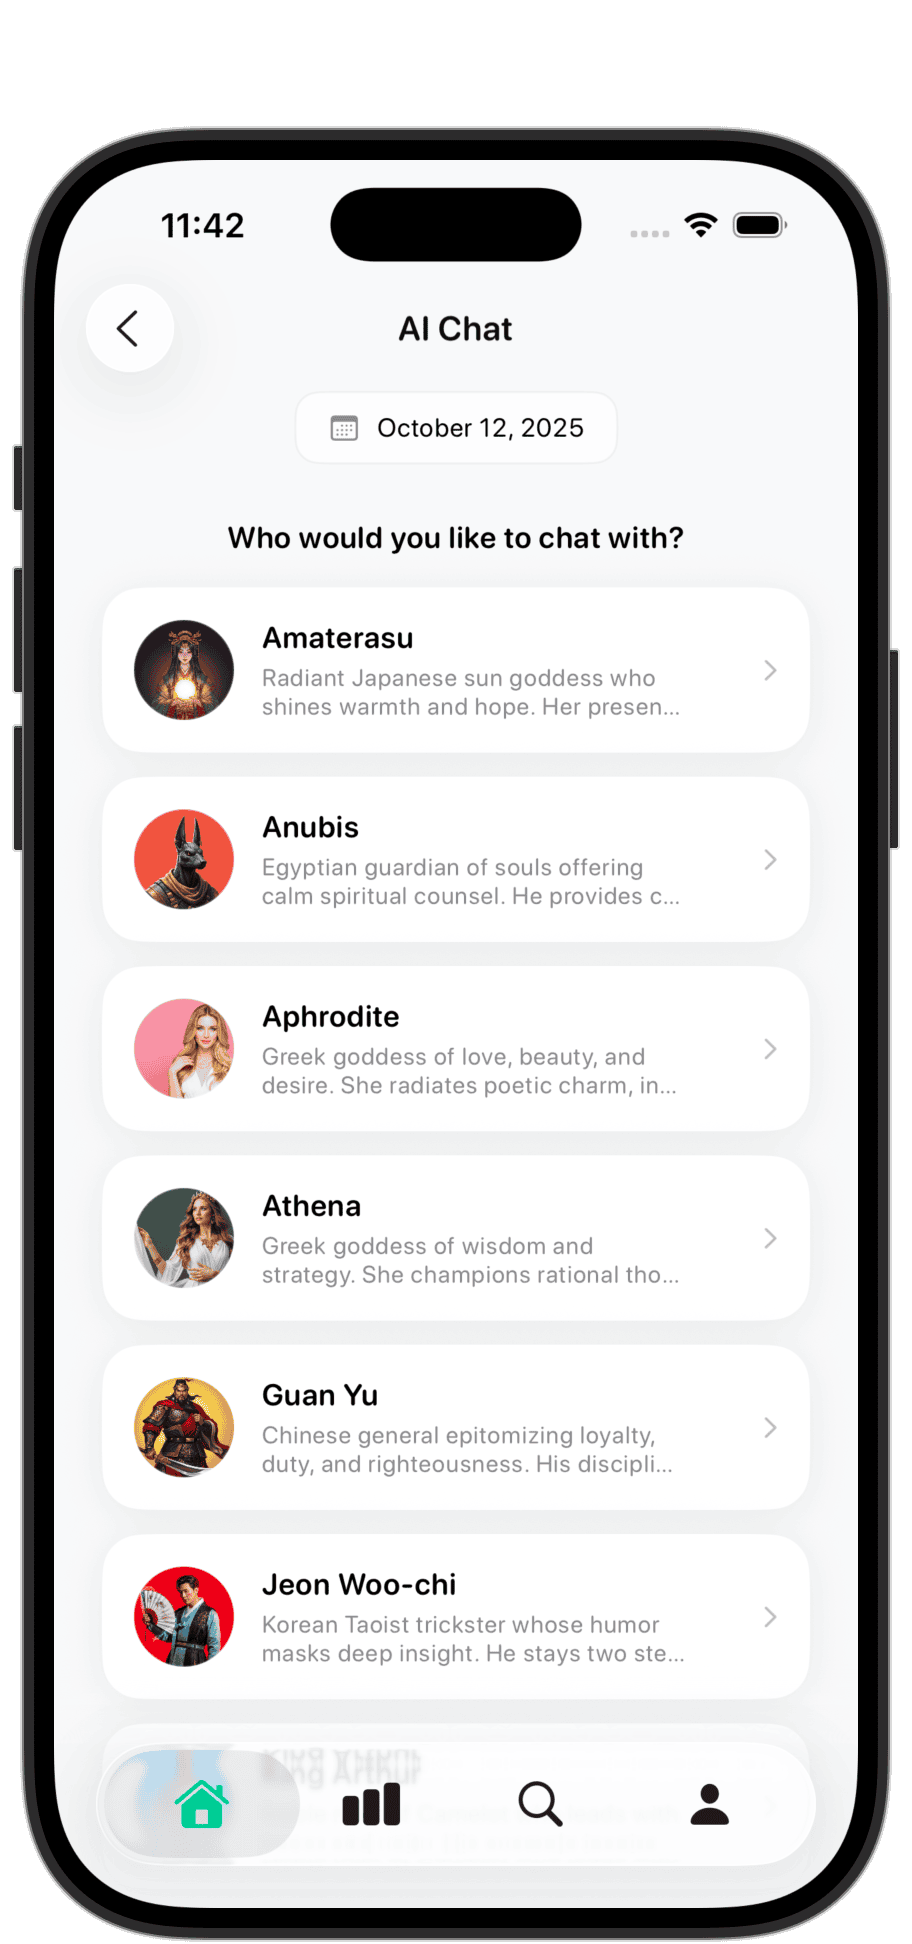 11:42
AI Chat
October 12, 2025
Who would you like to chat with?
Amaterasu
Radiant Japanese sun goddess who
shines warmth and hope. Her presen...
Anubis
Egyptian guardian of souls offering
calm spiritual counsel. He provides c...
Aphrodite
Greek goddess of love, beauty, and
desire. She radiates poetic charm, in...
Athena
Greek goddess of wisdom and
strategy. She champions rational tho...
Guan Yu
Chinese general epitomizing loyalty,
duty, and righteousness. His discipli...
Jeon Woo-chi
Korean Taoist trickster whose humor
masks deep insight. He stays two ste...
King Arthur